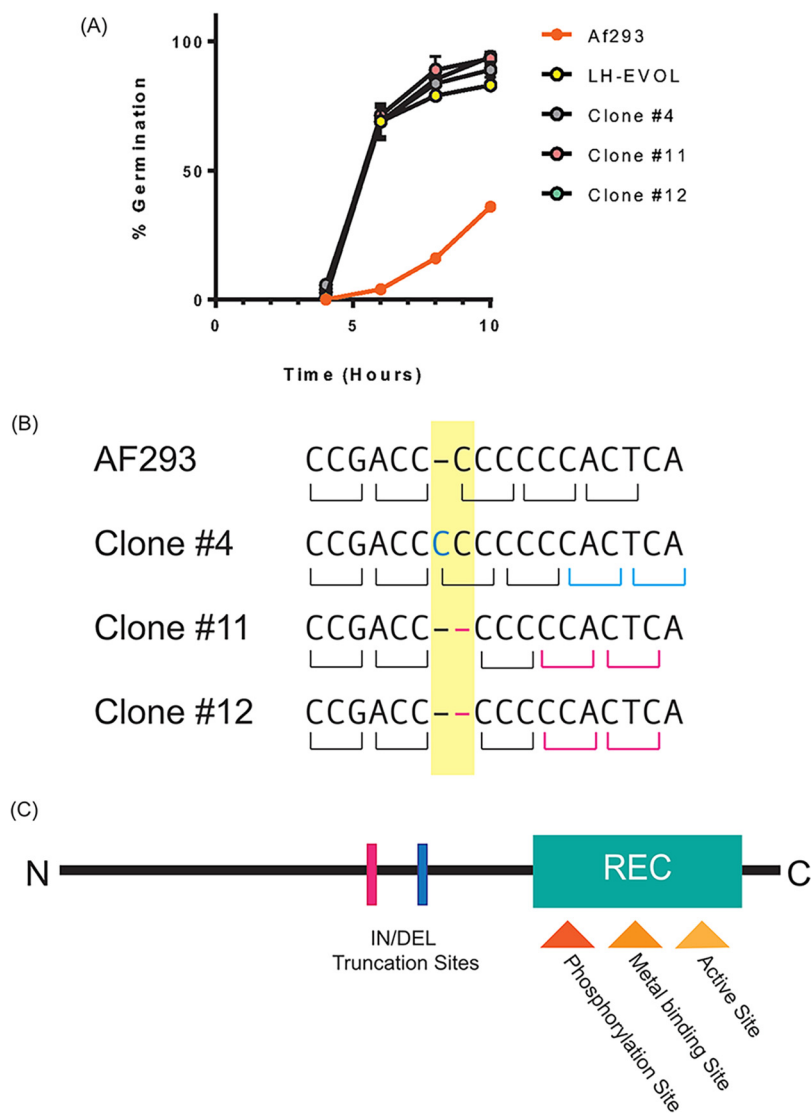 (A)
100
50
0
% Germination
0
5
10
Time (Hours)
Af293
LH-EVOL
Clone #4
Clone #11
Clone #12
(B)
AF293 CCGACC–CCCCCCACTCA
Clone #4 CCGACCCCCCCCCACTCA
Clone #11 CCGACC––CCCCCACTCA
Clone #12 CCGACC––CCCCCACTCA
(C)
N
REC
C
IN/DEL
Truncation Sites
Phosphorylation Site
Metal binding Site
Active Site